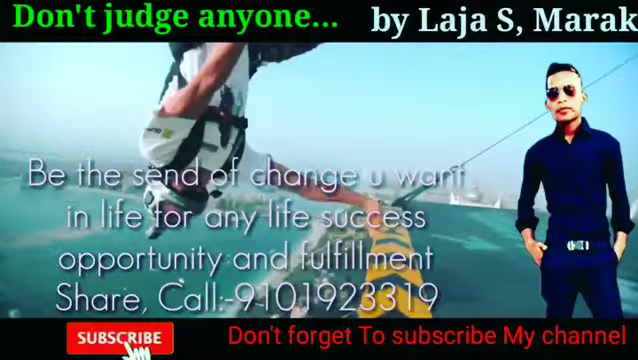 Don't judge anyone...
by Laja S, Marak
Be the send of change u want
in life for any life success
opportunity and fulfillment
Share, Call:-9101923319
SUBSCRIBE
Don't forget To subscribe My channel